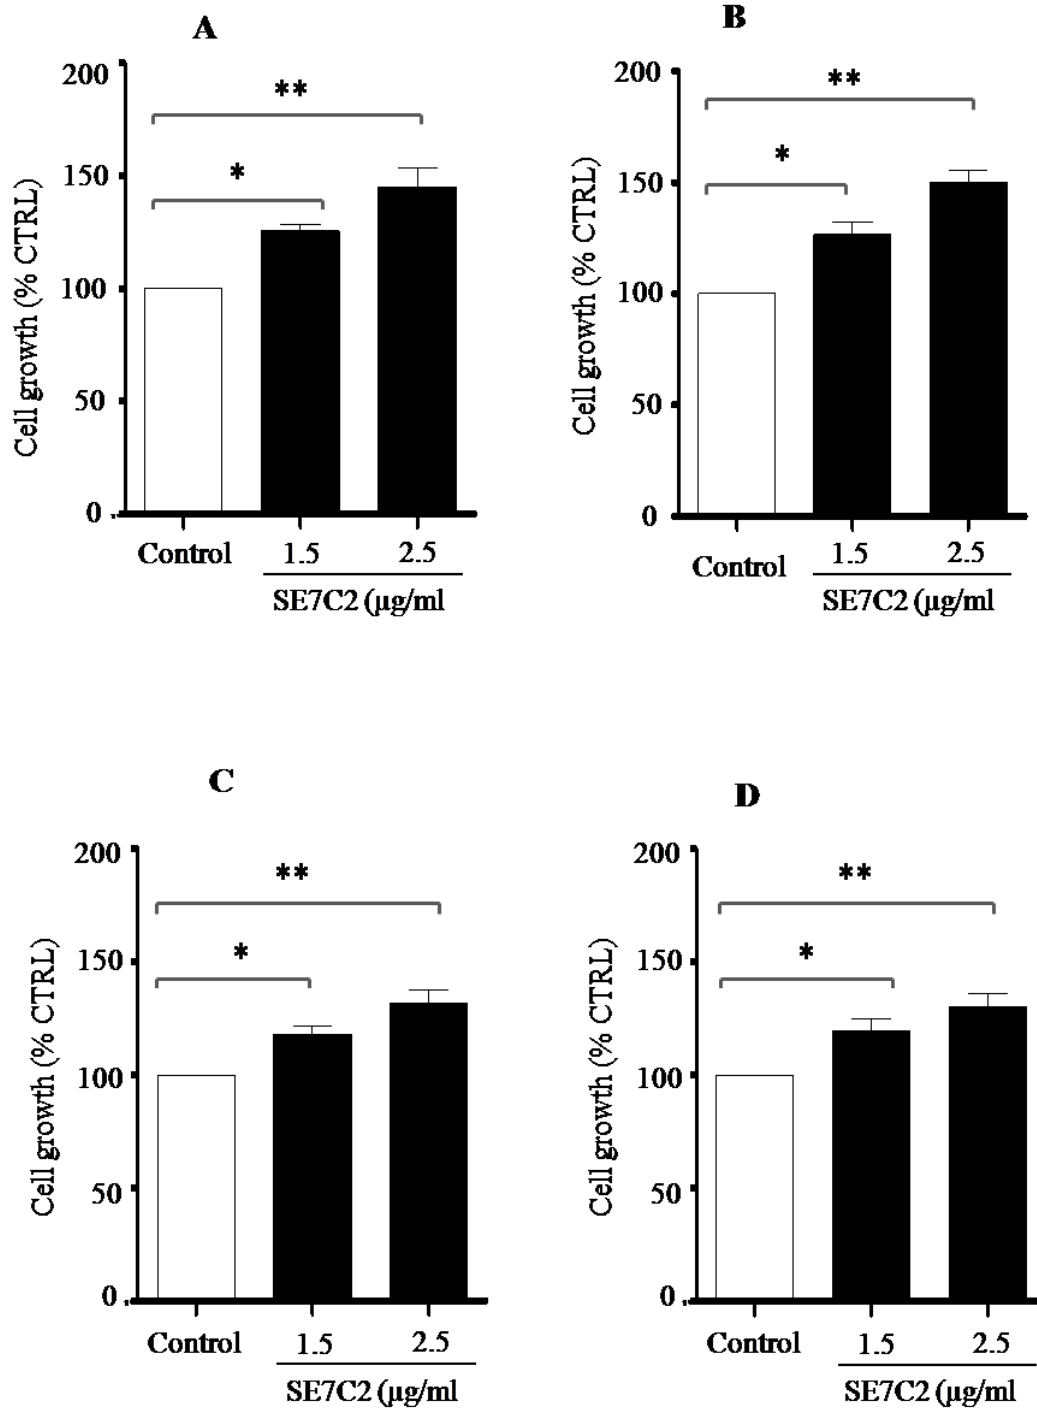 A
Cell growth (% CTRL)
200
150
100
50
0
**
*
Control
1.5
2.5
SE7C2 (µg/ml
B
Cell growth (% CTRL)
200
150
100
50
0
**
*
Control
1.5
2.5
SE7C2 (µg/ml
C
Cell growth (% CTRL)
200
150
100
50
0
**
*
Control
1.5
2.5
SE7C2 (µg/ml
D
Cell growth (% CTRL)
200
150
100
50
0
**
*
Control
1.5
2.5
SE7C2 (µg/ml